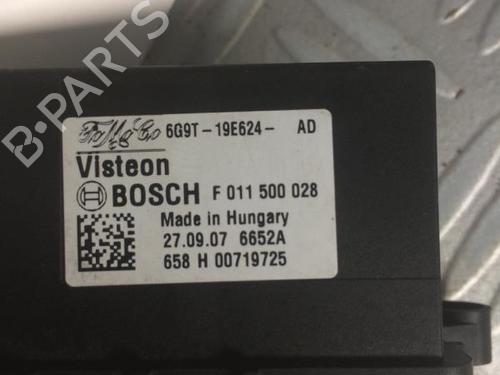 B-PARTS
FoMoCo 6G9T-19E624- AD
Visteon
BOSCH F 011 500 028
Made in Hungary
27.09.07 6652A
658 H 00719725